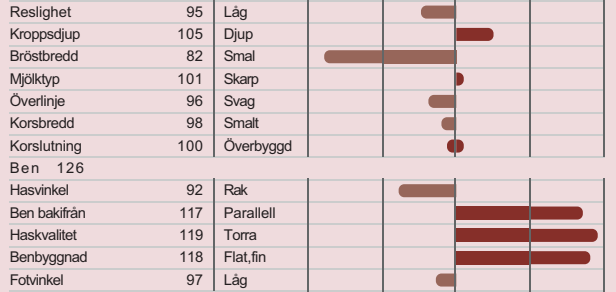 Reslighet 95 Låg
Kroppsdjup 105 Djup
Bröstbredd 82 Smal
Mjölktyp 101 Skarp
Överlinje 96 Svag
Korsbredd 98 Smalt
Korslutning 100 Överbyggd
Ben 126
Hasvinkel 92 Rak
Ben bakifrån 117 Parallell
Haskvalitet 119 Torra
Benbyggnad 118 Flat,fin
Fotvinkel 97 Låg